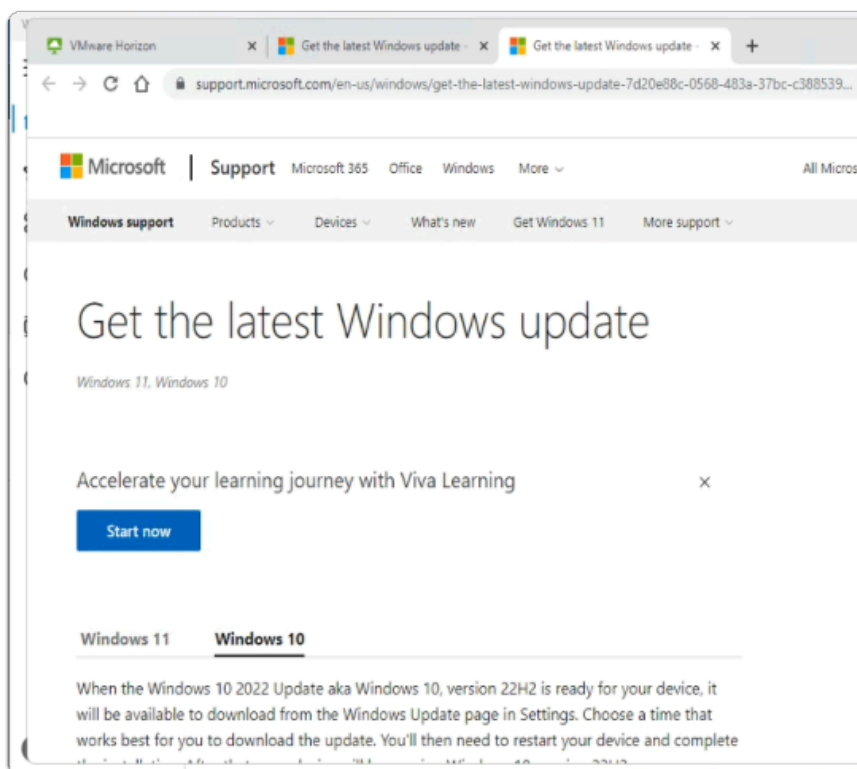 VMware Horizon
Get the latest Windows update -
Get the latest Windows update -
support.microsoft.com/en-us/windows/get-the-latest-windows-update-7d20e88c-0568-483a-37bc-c388539...
Microsoft | Support Microsoft 365 Office Windows More All Micros
Windows support Products Devices What's new Get Windows 11 More support
Get the latest Windows update
Windows 11, Windows 10
Accelerate your learning journey with Viva Learning
Start now
Windows 11 Windows 10
When the Windows 10 2022 Update aka Windows 10, version 22H2 is ready for your device, it
will be available to download from the Windows Update page in Settings. Choose a time that
works best for you to download the update. You'll then need to restart your device and complete